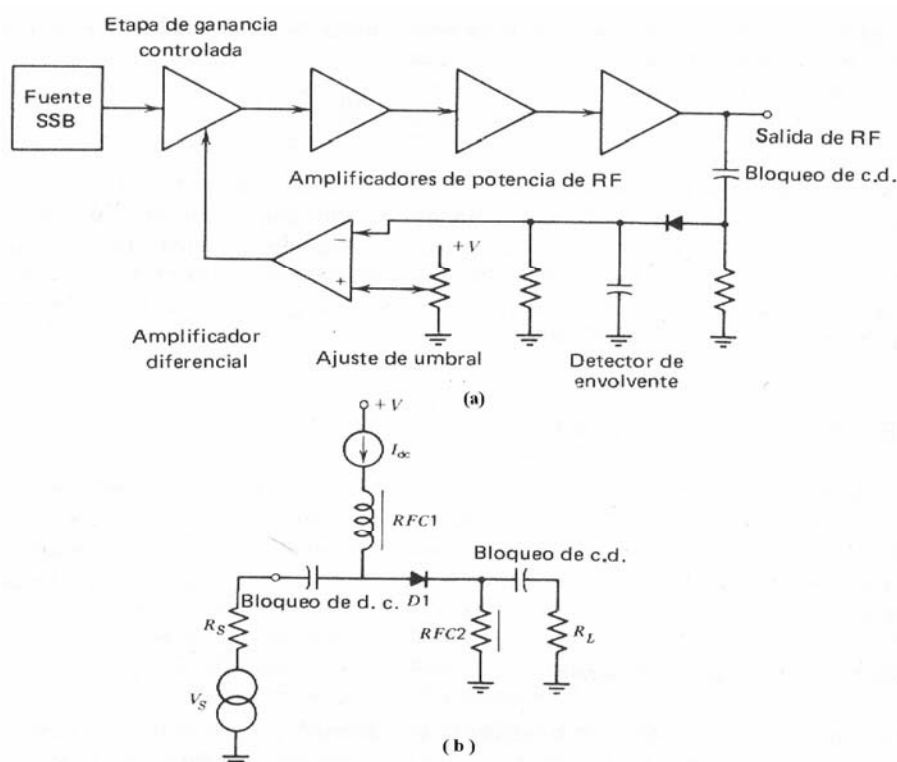 Etapa de ganancia
controlada
Fuente
SSB
Salida de RF
Bloqueo de c.d.
Amplificadores de potencia de RF
+V
−
+
Amplificador
diferencial
Ajuste de umbral
Detector de
envolvente
(a)
+V
I_dc
RFC1
Bloqueo de c.d.
Bloqueo de d. c.
D1
R_S
RFC2
R_L
V_S
(b)